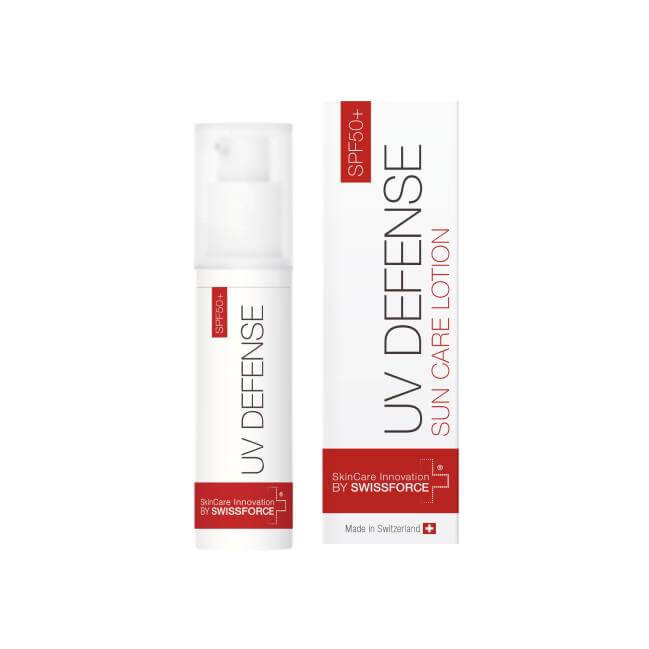 SPF50+
UV DEFENSE
SkinCare Innovation
BY SWISSFORCE®
SPF50+
UV DEFENSE
SUN CARE LOTION
SkinCare Innovation
BY SWISSFORCE®
Made in Switzerland